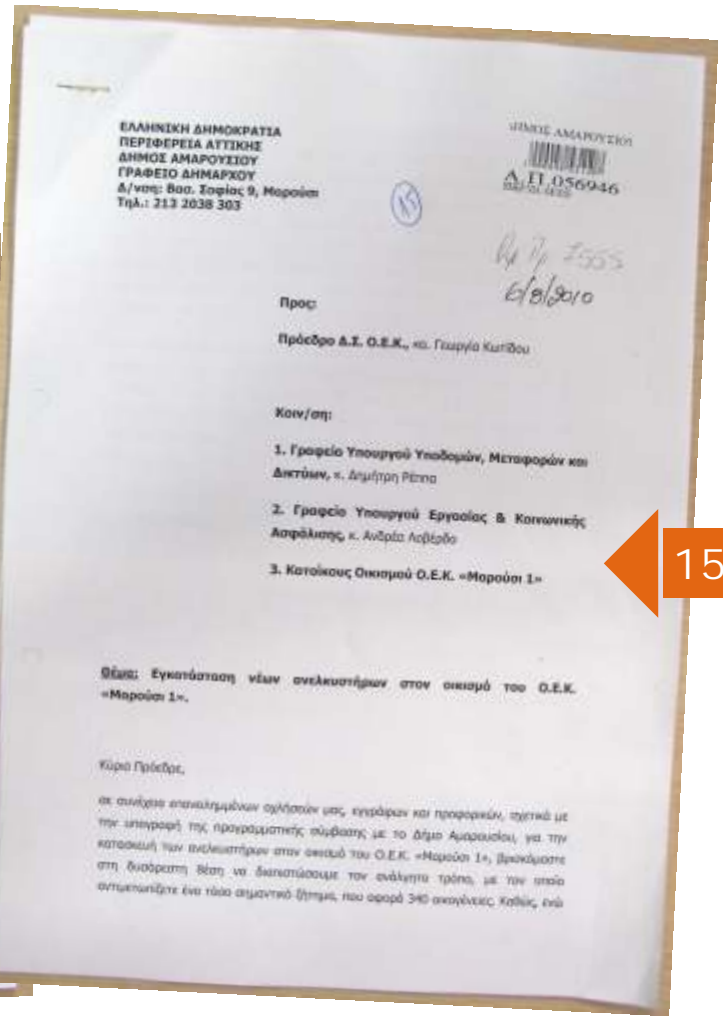 ΕΛΛΗΝΙΚΗ ΔΗΜΟΚΡΑΤΙΑ
ΠΕΡΙΦΕΡΕΙΑ ΑΤΤΙΚΗΣ
ΔΗΜΟΣ ΑΜΑΡΟΥΣΙΟΥ
ΓΡΑΦΕΙΟ ΔΗΜΑΡΧΟΥ
Δ/νση: Βασ. Σοφίας 9, Μαρούσι
Τηλ.: 213 2038 303
ΔΗΜΟΣ ΑΜΑΡΟΥΣΙΟΥ
Α.Π.056946
6/8/2010
Προς:
Πρόεδρο Δ.Σ. Ο.Ε.Κ., κα. Γεωργία Κωτίδου
Κοιν/ση:
1. Γραφείο Υπουργού Υποδομών, Μεταφορών και
Δικτύων, κ. Δημήτρη Ρέππα
2. Γραφείο Υπουργού Εργασίας & Κοινωνικής
Ασφάλισης, κ. Ανδρέα Λοβέρδο
3. Κατοίκους Οικισμού Ο.Ε.Κ. «Μαρούσι 1»
15
Θέμα: Εγκατάσταση νέων ανελκυστήρων στον οικισμό του Ο.Ε.Κ.
«Μαρούσι 1».
Κύριε Πρόεδρε,
σε συνέχεια επανειλημμένων οχλήσεών μας, εγγράφων και προφορικών, σχετικά με
την υπογραφή της προγραμματικής σύμβασης με το Δήμο Αμαρουσίου, για την
κατασκευή των ανελκυστήρων στον οικισμό του Ο.Ε.Κ. «Μαρούσι 1», βρισκόμαστε
στη δυσάρεστη θέση να διαπιστώσουμε τον ανάλγητο τρόπο, με τον οποίο
αντιμετωπίζετε ένα τόσο σημαντικό ζήτημα, που αφορά 340 οικογένειες. Καθώς, ενώ